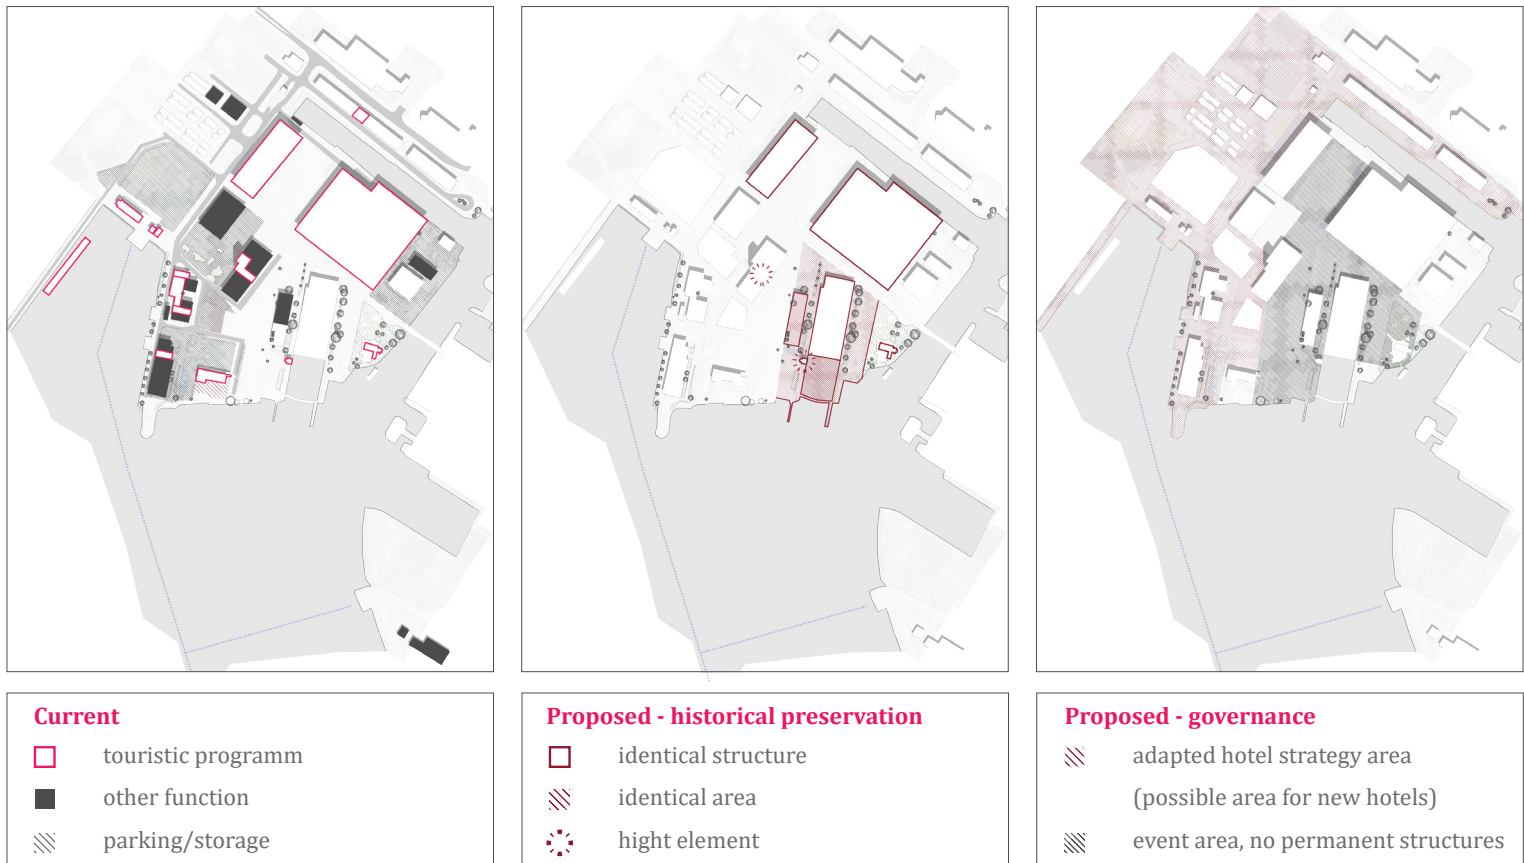 Current
touristic programm
other function
parking/storage
Proposed - historical preservation
identical structure
identical area
hight element
Proposed - governance
adapted hotel strategy area
(possible area for new hotels)
event area, no permanent structures